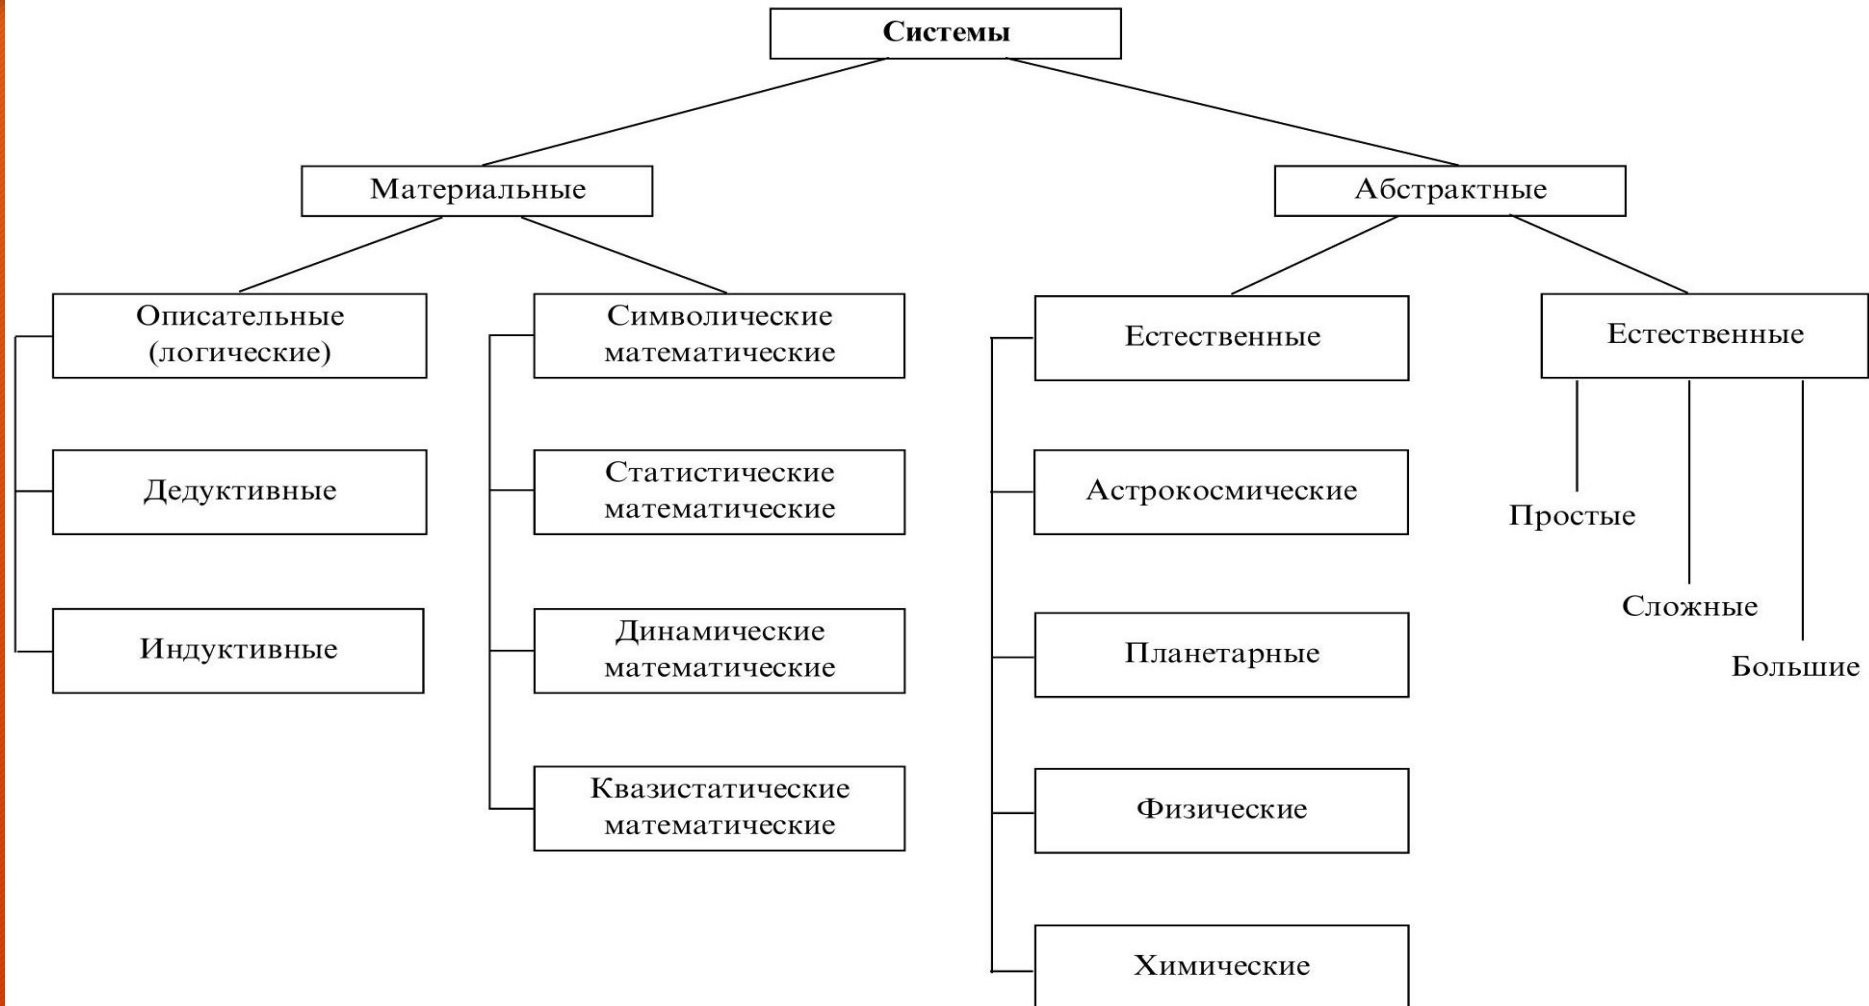 Системы
Материальные
Абстрактные
Описательные
(логические)
Дедуктивные
Индуктивные
Символические
математические
Статистические
математические
Динамические
математические
Квазистатические
математические
Естественные
Астрокосмические
Планетарные
Физические
Химические
Естественные
Простые
Сложные
Большие